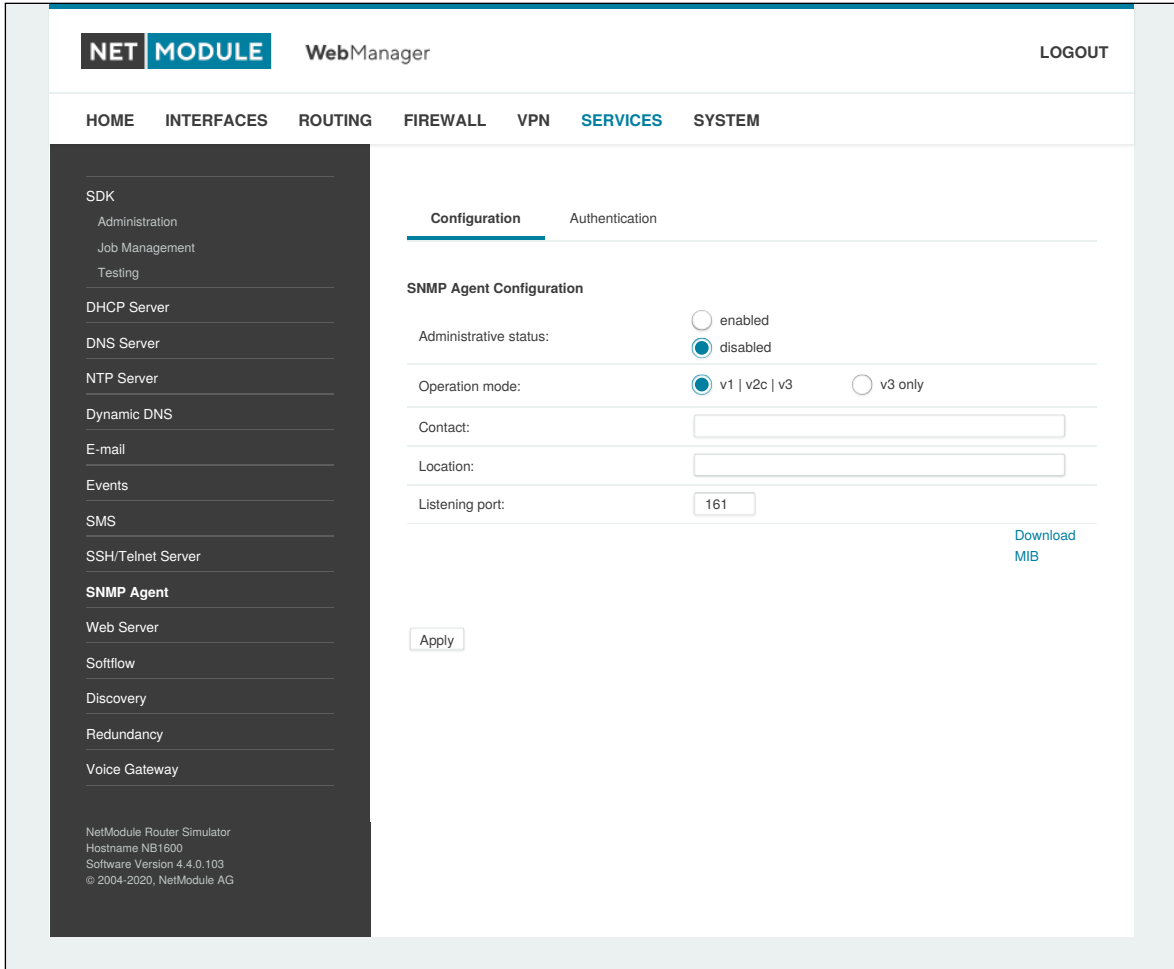 NET MODULE WebManager LOGOUT
HOME INTERFACES ROUTING FIREWALL VPN SERVICES SYSTEM
SDK
Administration
Job Management
Testing
DHCP Server
DNS Server
NTP Server
Dynamic DNS
E-mail
Events
SMS
SSH/Telnet Server
SNMP Agent
Web Server
Softflow
Discovery
Redundancy
Voice Gateway
NetModule Router Simulator
Hostname NB1600
Software Version 4.4.0.103
© 2004-2020, NetModule AG
Configuration Authentication
SNMP Agent Configuration
Administrative status: enabled
disabled
Operation mode: v1 | v2c | v3 v3 only
Contact:
Location:
Listening port: 161
Download
MIB
Apply